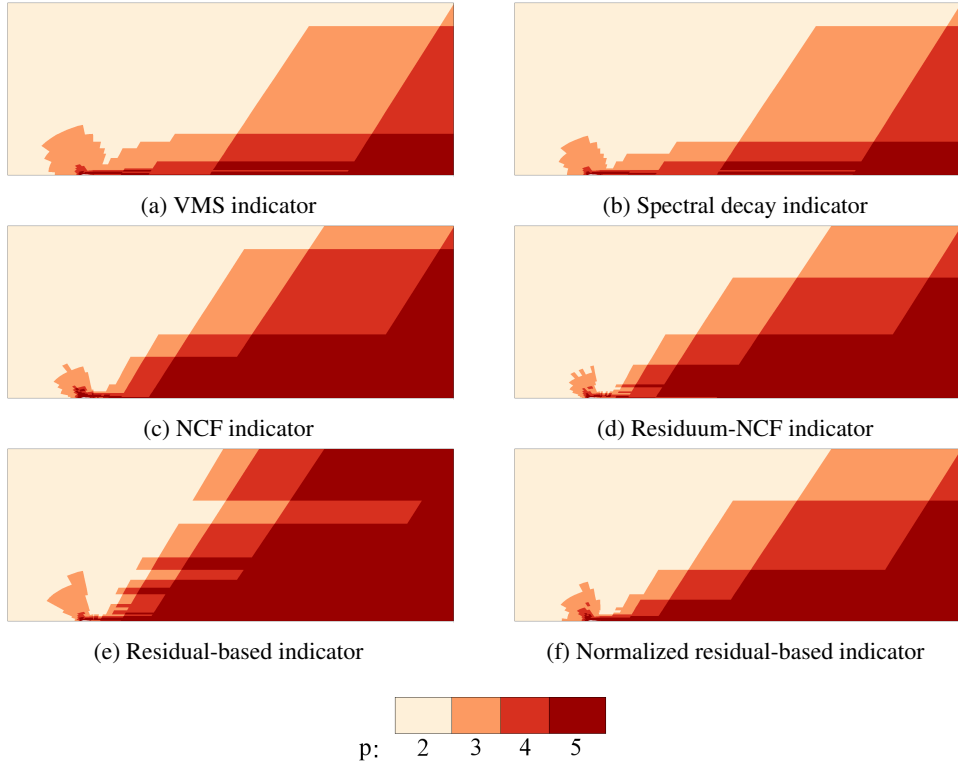 (a) VMS indicator
(b) Spectral decay indicator
(c) NCF indicator
(d) Residuum-NCF indicator
(e) Residual-based indicator
(f) Normalized residual-based indicator
p: 2 3 4 5